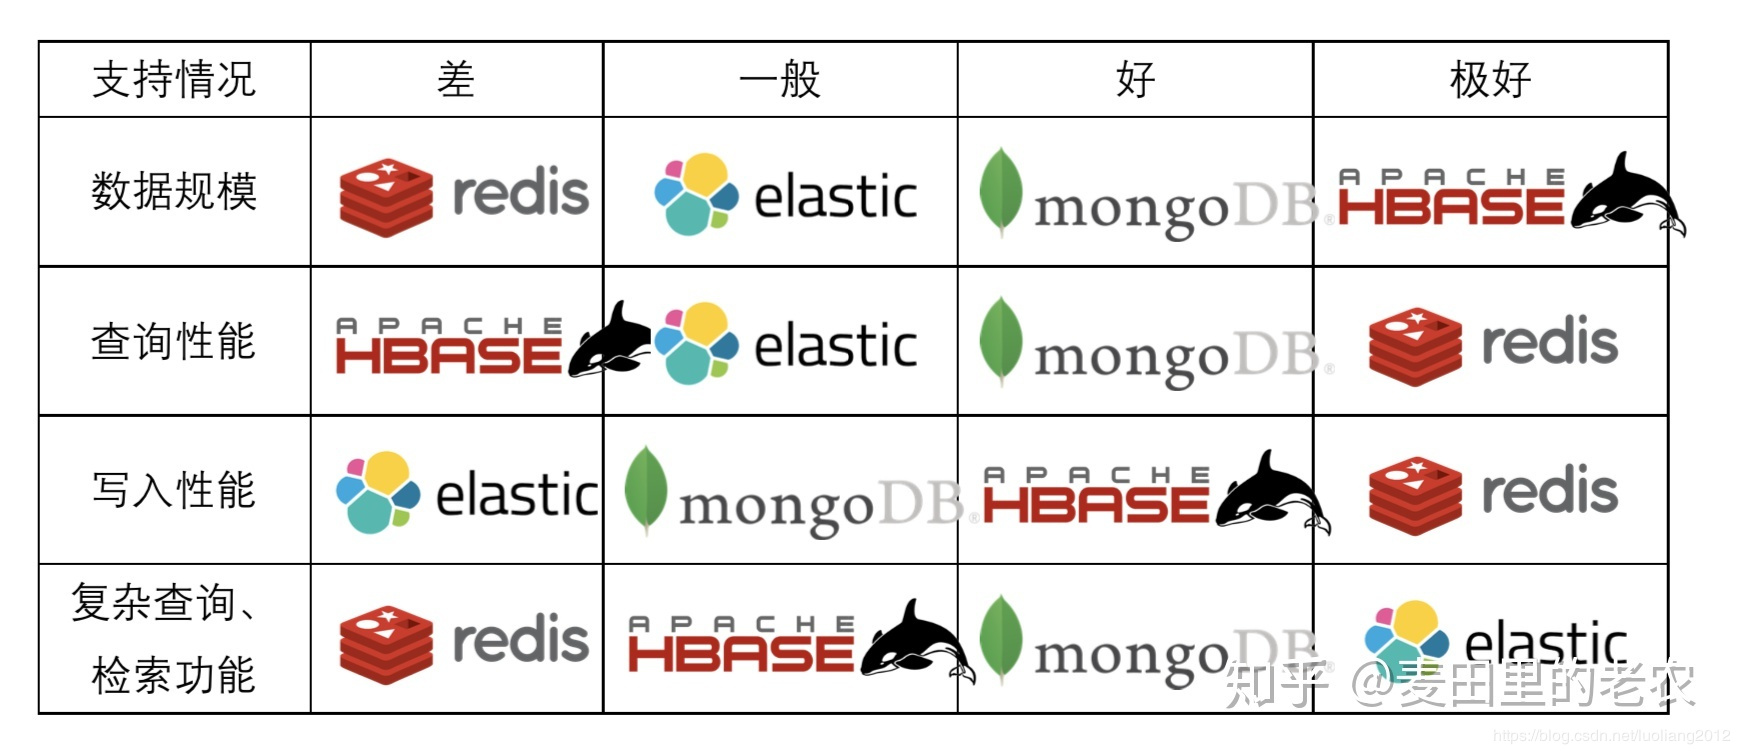 支持情况 差 一般 好 极好
数据规模 redis elastic mongoDB® APACHE HBASE
查询性能 APACHE HBASE elastic mongoDB® redis
写入性能 elastic mongoDB® APACHE HBASE redis
复杂查询、
检索功能 redis APACHE HBASE mongoDB® elastic
知乎 @麦田里的老农
https://blog.csdn.net/luoliang2012